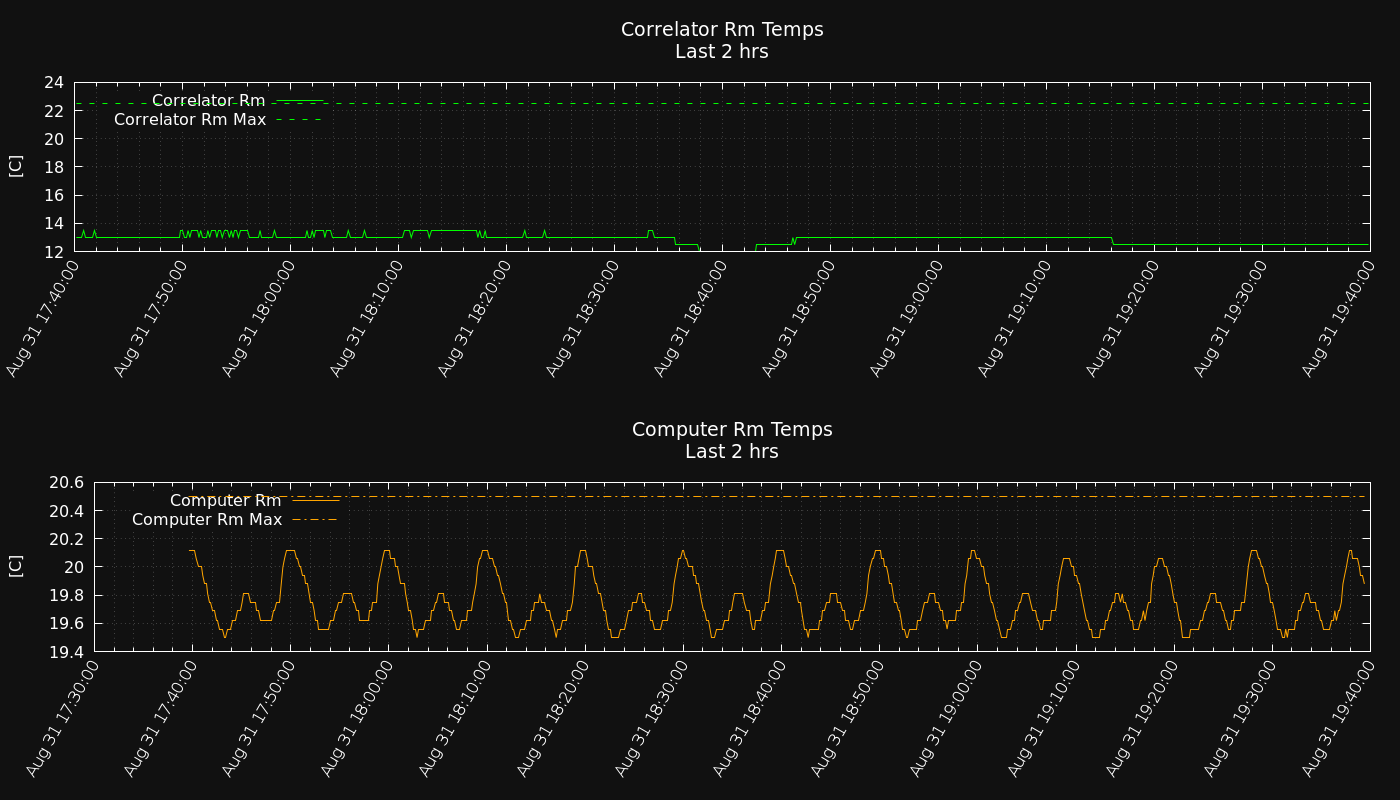 Correlator Rm Temps
Last 2 hrs
24
22
20
18
16
14
12
[C]
Correlator Rm
Correlator Rm Max
Aug 31 17:40:00
Aug 31 17:50:00
Aug 31 18:00:00
Aug 31 18:10:00
Aug 31 18:20:00
Aug 31 18:30:00
Aug 31 18:40:00
Aug 31 18:50:00
Aug 31 19:00:00
Aug 31 19:10:00
Aug 31 19:20:00
Aug 31 19:30:00
Aug 31 19:40:00
Computer Rm Temps
Last 2 hrs
20.6
20.4
20.2
20
19.8
19.6
19.4
[C]
Computer Rm
Computer Rm Max
Aug 31 17:30:00
Aug 31 17:40:00
Aug 31 17:50:00
Aug 31 18:00:00
Aug 31 18:10:00
Aug 31 18:20:00
Aug 31 18:30:00
Aug 31 18:40:00
Aug 31 18:50:00
Aug 31 19:00:00
Aug 31 19:10:00
Aug 31 19:20:00
Aug 31 19:30:00
Aug 31 19:40:00